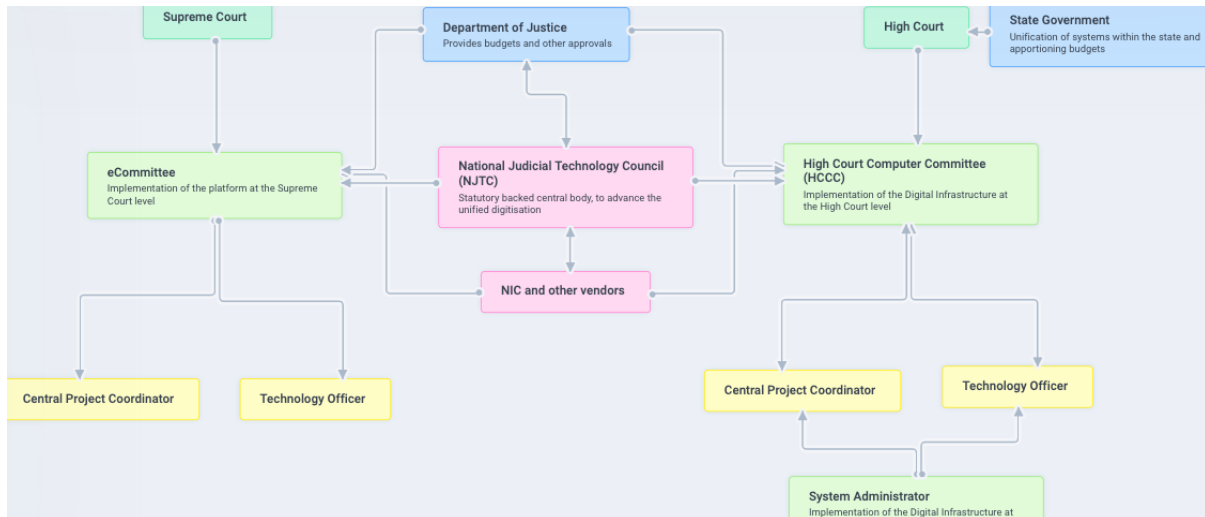 Supreme Court
Department of Justice
Provides budgets and other approvals
High Court
State Government
Unification of systems within the state and
apportioning budgets
eCommittee
Implementation of the platform at the Supreme
Court level
National Judicial Technology Council
(NJTC)
Statutory backed central body, to advance the
unified digitisation
High Court Computer Committee
(HCCC)
Implementation of the Digital Infrastructure at
the High Court level
NIC and other vendors
Central Project Coordinator
Technology Officer
Central Project Coordinator
Technology Officer
System Administrator
Implementation of the Digital Infrastructure at